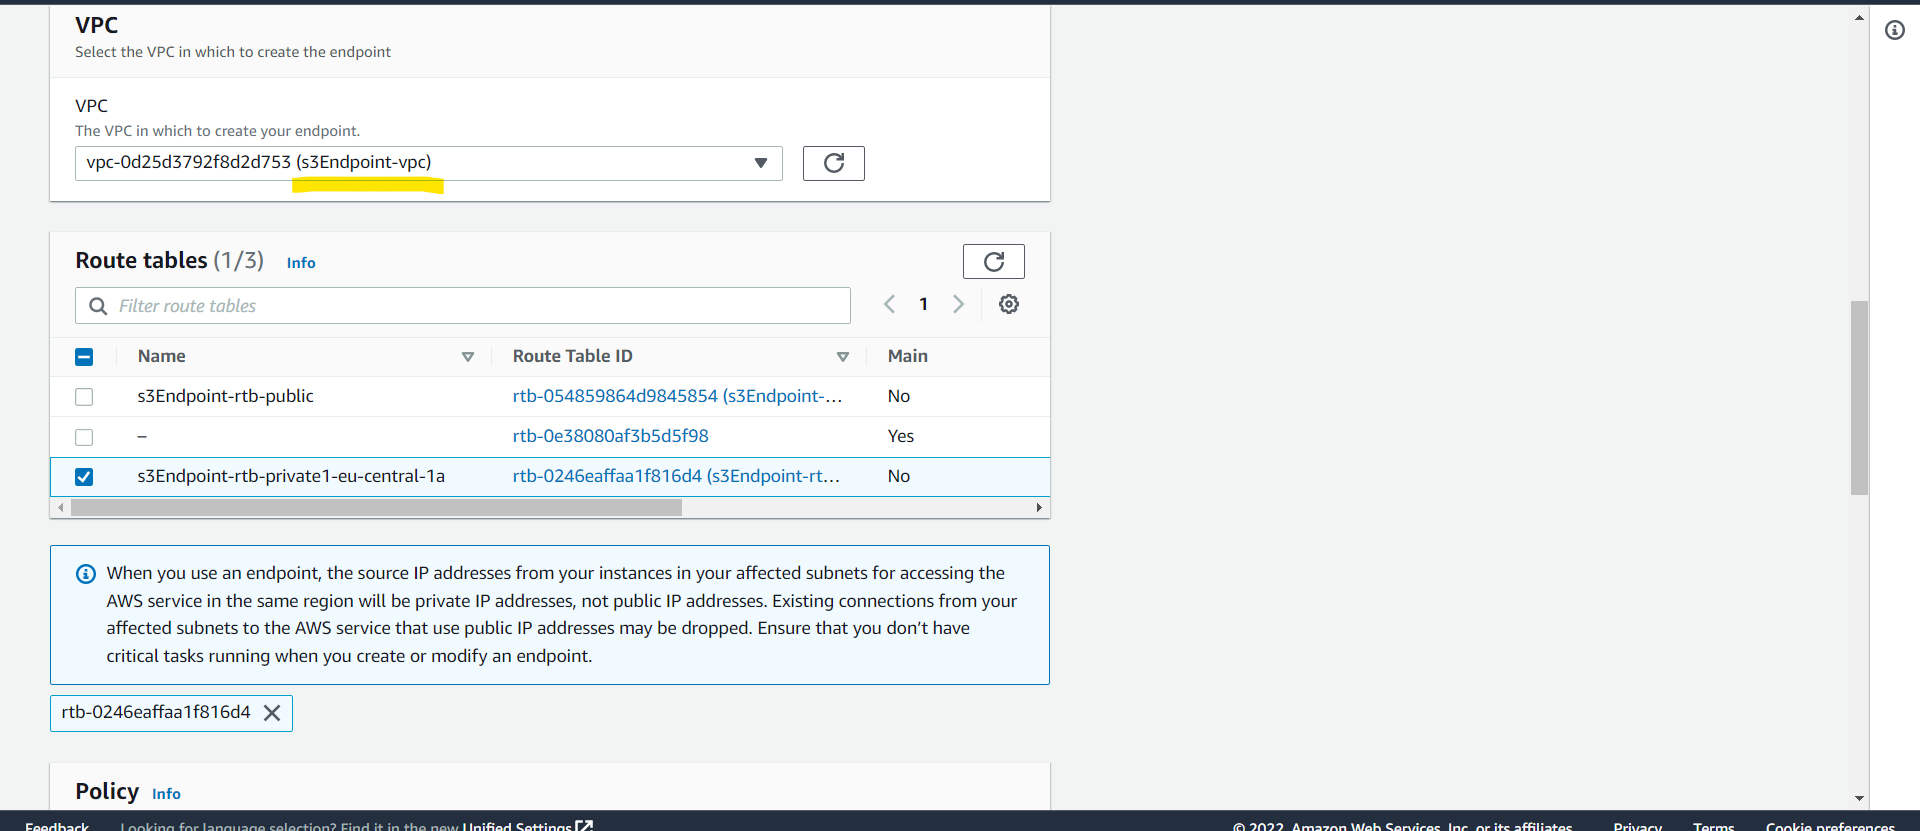 VPC
Select the VPC in which to create the endpoint
VPC
The VPC in which to create your endpoint.
vpc-0d25d3792f8d2d753 (s3Endpoint-vpc)
Route tables (1/3) Info
Filter route tables
1
Name Route Table ID Main
s3Endpoint-rtb-public rtb-054859864d9845854 (s3Endpoint-... No
– rtb-0e38080af3b5d5f98 Yes
s3Endpoint-rtb-private1-eu-central-1a rtb-0246eaffaa1f816d4 (s3Endpoint-rt... No
When you use an endpoint, the source IP addresses from your instances in your affected subnets for accessing the
AWS service in the same region will be private IP addresses, not public IP addresses. Existing connections from your
affected subnets to the AWS service that use public IP addresses may be dropped. Ensure that you don’t have
critical tasks running when you create or modify an endpoint.
rtb-0246eaffaa1f816d4
Policy Info
Feedback Looking for language selection? Find it in the new Unified Settings © 2022, Amazon Web Services, Inc. or its affiliates. Privacy Terms Cookie preferences